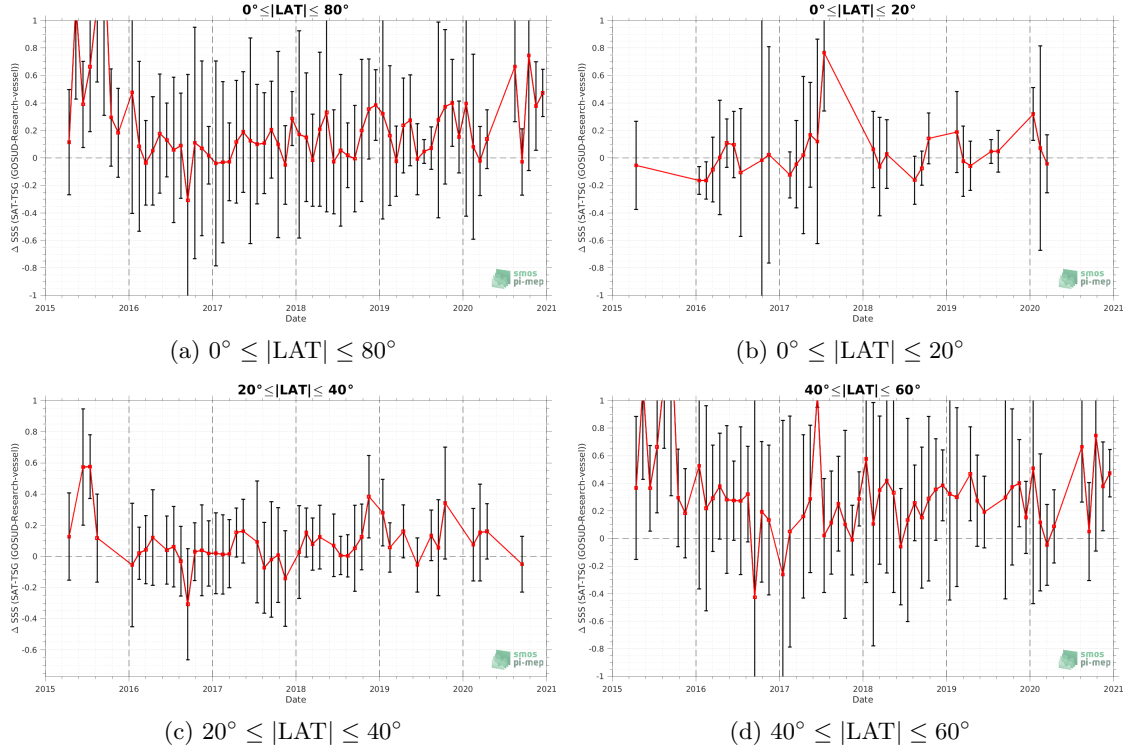 0°≤|LAT|≤ 80°
Δ SSS (SAT-TSG (GOSUD-Research-vessel))
1
0.8
0.6
0.4
0.2
0
-0.2
-0.4
-0.6
-0.8
-1
2015 2016 2017 2018 2019 2020 2021
Date
smos
pi-mep
(a) 0° ≤ |LAT| ≤ 80°
0°≤|LAT|≤ 20°
Δ SSS (SAT-TSG (GOSUD-Research-vessel))
1
0.8
0.6
0.4
0.2
0
-0.2
-0.4
-0.6
-0.8
-1
2015 2016 2017 2018 2019 2020 2021
Date
smos
pi-mep
(b) 0° ≤ |LAT| ≤ 20°
20°≤|LAT|≤ 40°
Δ SSS (SAT-TSG (GOSUD-Research-vessel))
1
0.8
0.6
0.4
0.2
0
-0.2
-0.4
-0.6
2015 2016 2017 2018 2019 2020 2021
Date
smos
pi-mep
(c) 20° ≤ |LAT| ≤ 40°
40°≤|LAT|≤ 60°
Δ SSS (SAT-TSG (GOSUD-Research-vessel))
1
0.8
0.6
0.4
0.2
0
-0.2
-0.4
-0.6
-0.8
-1
2015 2016 2017 2018 2019 2020 2021
Date
smos
pi-mep
(d) 40° ≤ |LAT| ≤ 60°